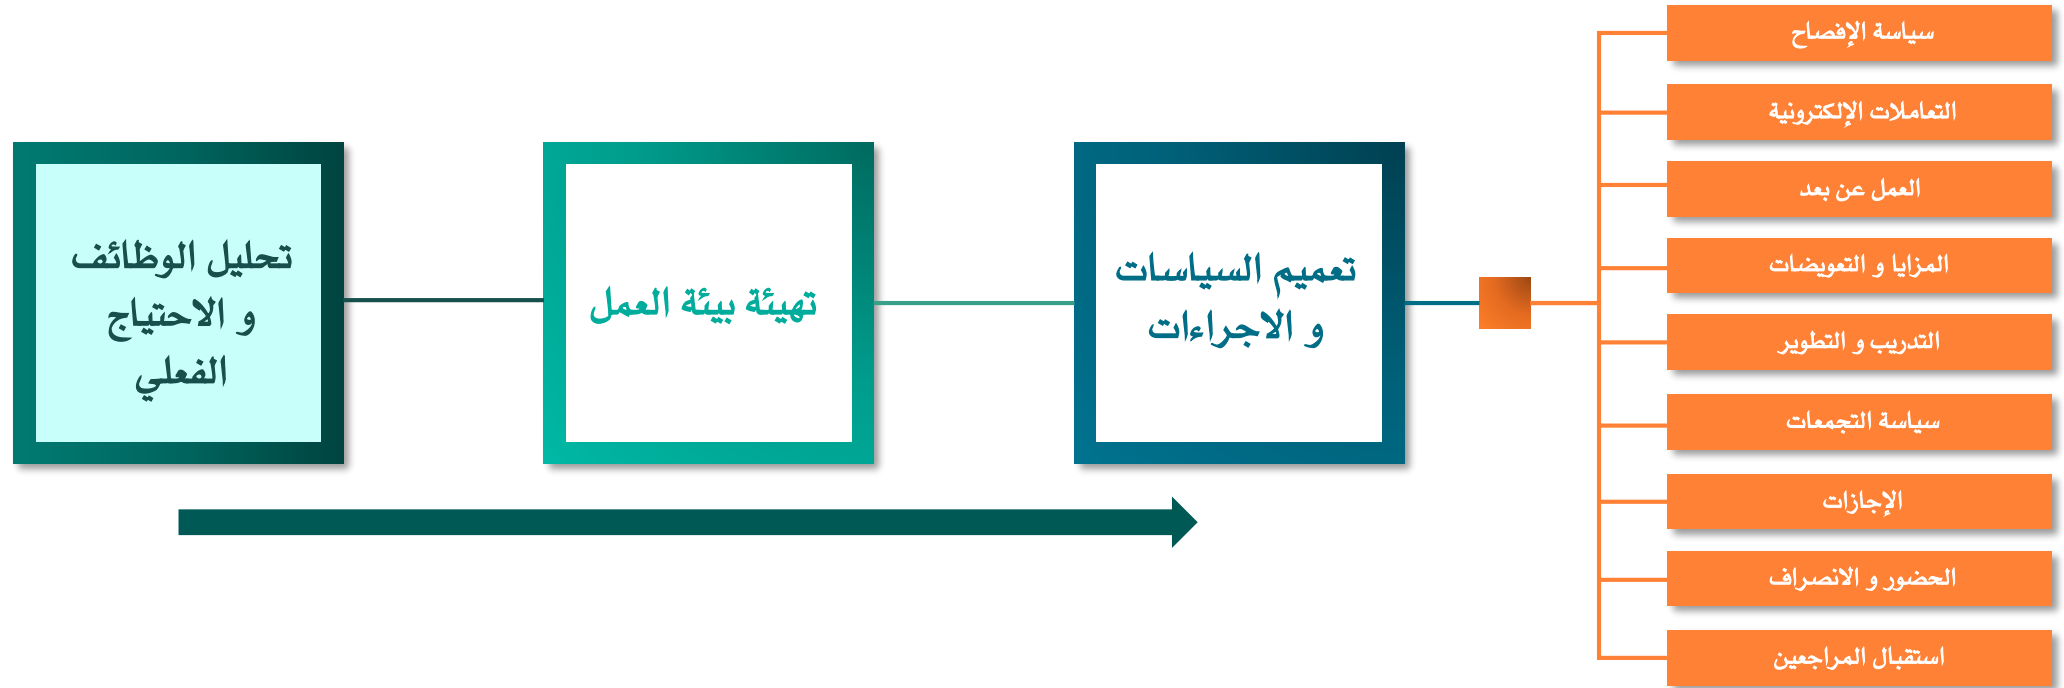 تحليل الوظائف
و الاحتياج
الفعلي
تهيئة بيئة العمل
تعميم السياسات
و الاجراءات
سياسة الإفصاح
التعاملات الإلكترونية
العمل عن بعد
المزايا و التعويضات
التدريب و التطوير
سياسة التجمعات
الإجازات
الحضور و الانصراف
استقبال المراجعين